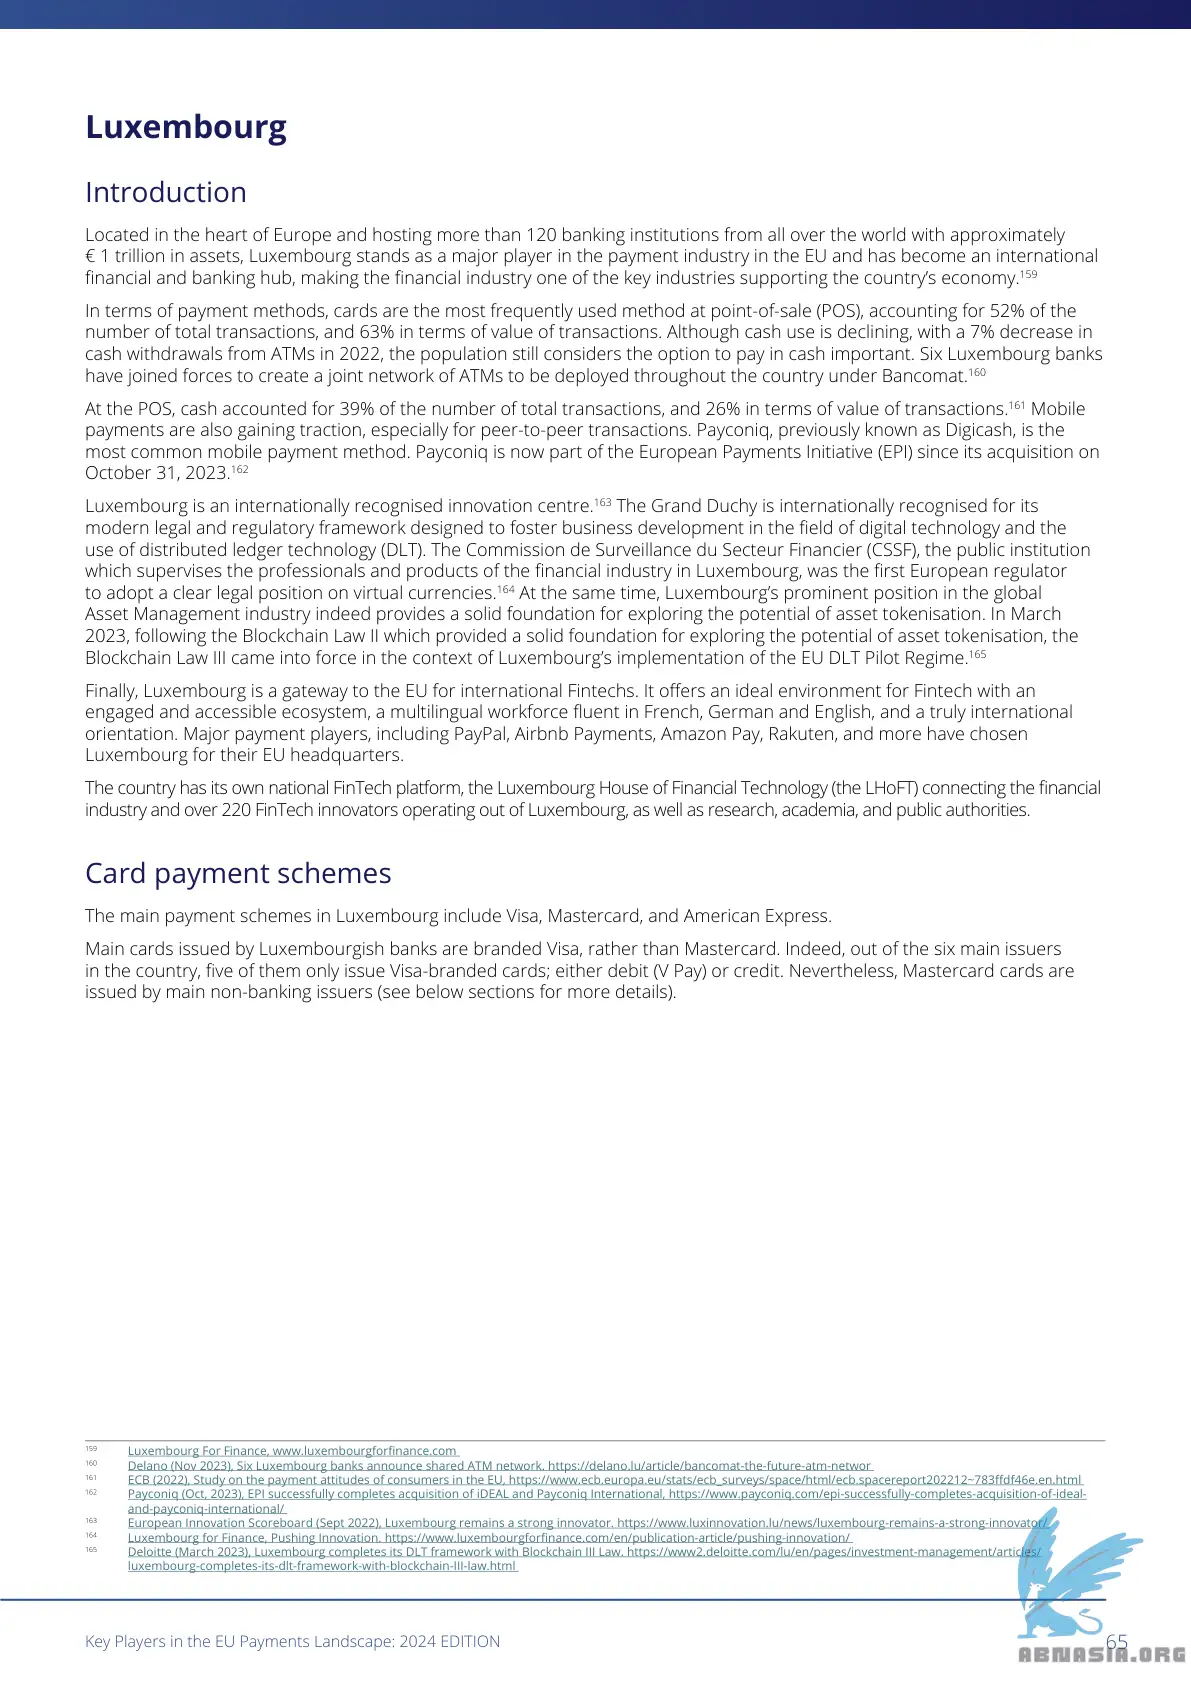 Luxembourg
Introduction
Located in the heart of Europe and hosting more than 120 banking institutions from all over the world with approximately
€ 1 trillion in assets, Luxembourg stands as a major player in the payment industry in the EU and has become an international
financial and banking hub, making the financial industry one of the key industries supporting the country’s economy.159
In terms of payment methods, cards are the most frequently used method at point-of-sale (POS), accounting for 52% of the
number of total transactions, and 63% in terms of value of transactions. Although cash use is declining, with a 7% decrease in
cash withdrawals from ATMs in 2022, the population still considers the option to pay in cash important. Six Luxembourg banks
have joined forces to create a joint network of ATMs to be deployed throughout the country under Bancomat.160
At the POS, cash accounted for 39% of the number of total transactions, and 26% in terms of value of transactions.161 Mobile
payments are also gaining traction, especially for peer-to-peer transactions. Payconiq, previously known as Digicash, is the
most common mobile payment method. Payconiq is now part of the European Payments Initiative (EPI) since its acquisition on
October 31, 2023.162
Luxembourg is an internationally recognised innovation centre.163 The Grand Duchy is internationally recognised for its
modern legal and regulatory framework designed to foster business development in the field of digital technology and the
use of distributed ledger technology (DLT). The Commission de Surveillance du Secteur Financier (CSSF), the public institution
which supervises the professionals and products of the financial industry in Luxembourg, was the first European regulator
to adopt a clear legal position on virtual currencies.164 At the same time, Luxembourg’s prominent position in the global
Asset Management industry indeed provides a solid foundation for exploring the potential of asset tokenisation. In March
2023, following the Blockchain Law II which provided a solid foundation for exploring the potential of asset tokenisation, the
Blockchain Law III came into force in the context of Luxembourg’s implementation of the EU DLT Pilot Regime.165
Finally, Luxembourg is a gateway to the EU for international Fintechs. It offers an ideal environment for Fintech with an
engaged and accessible ecosystem, a multilingual workforce fluent in French, German and English, and a truly international
orientation. Major payment players, including PayPal, Airbnb Payments, Amazon Pay, Rakuten, and more have chosen
Luxembourg for their EU headquarters.
The country has its own national FinTech platform, the Luxembourg House of Financial Technology (the LHoFT) connecting the financial
industry and over 220 FinTech innovators operating out of Luxembourg, as well as research, academia, and public authorities.
Card payment schemes
The main payment schemes in Luxembourg include Visa, Mastercard, and American Express.
Main cards issued by Luxembourgish banks are branded Visa, rather than Mastercard. Indeed, out of the six main issuers
in the country, five of them only issue Visa-branded cards; either debit (V Pay) or credit. Nevertheless, Mastercard cards are
issued by main non-banking issuers (see below sections for more details).
159 Luxembourg For Finance, www.luxembourgforfinance.com
160 Delano (Nov 2023), Six Luxembourg banks announce shared ATM network, https://delano.lu/article/bancomat-the-future-atm-networ
161 ECB (2022), Study on the payment attitudes of consumers in the EU, https://www.ecb.europa.eu/stats/ecb_surveys/space/html/ecb.spacereport202212~783ffdf46e.en.html
162 Payconiq (Oct, 2023), EPI successfully completes acquisition of iDEAL and Payconiq International, https://www.payconiq.com/epi-successfully-completes-acquisition-of-ideal-
and-payconiq-international/
163 European Innovation Scoreboard (Sept 2022), Luxembourg remains a strong innovator, https://www.luxinnovation.lu/news/luxembourg-remains-a-strong-innovator/
164 Luxembourg for Finance, Pushing Innovation, https://www.luxembourgforfinance.com/en/publication-article/pushing-innovation/
165 Deloitte (March 2023), Luxembourg completes its DLT framework with Blockchain III Law, https://www2.deloitte.com/lu/en/pages/investment-management/articles/
luxembourg-completes-its-dlt-framework-with-blockchain-III-law.html
Key Players in the EU Payments Landscape: 2024 EDITION
65
ABNASIA.ORG